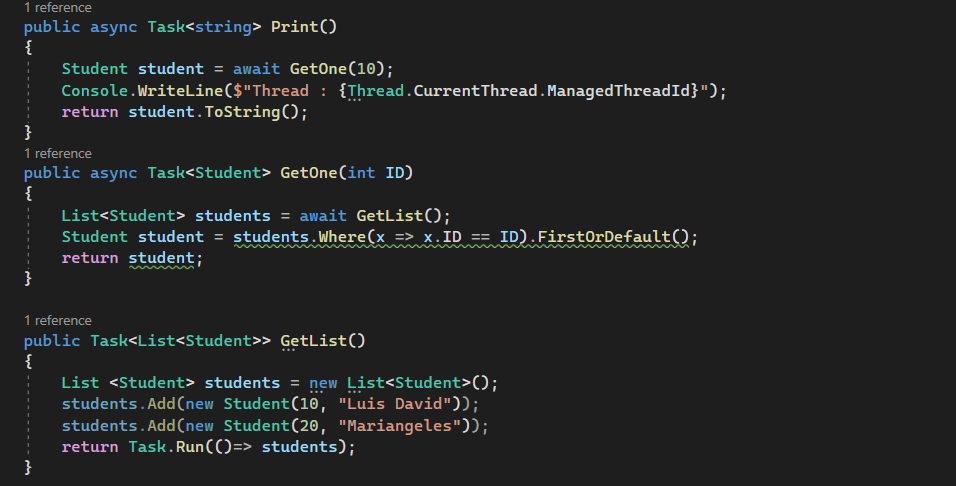 1 reference
public async Task<string> Print()
{
Student student = await GetOne(10);
Console.WriteLine($"Thread : {Thread.CurrentThread.ManagedThreadId}");
return student.ToString();
}
1 reference
public async Task<Student> GetOne(int ID)
{
List<Student> students = await GetList();
Student student = students.Where(x => x.ID == ID).FirstOrDefault();
return student;
}
1 reference
public Task<List<Student>> GetList()
{
List <Student> students = new List<Student>();
students.Add(new Student(10, "Luis David"));
students.Add(new Student(20, "Mariangeles"));
return Task.Run(()=> students);
}